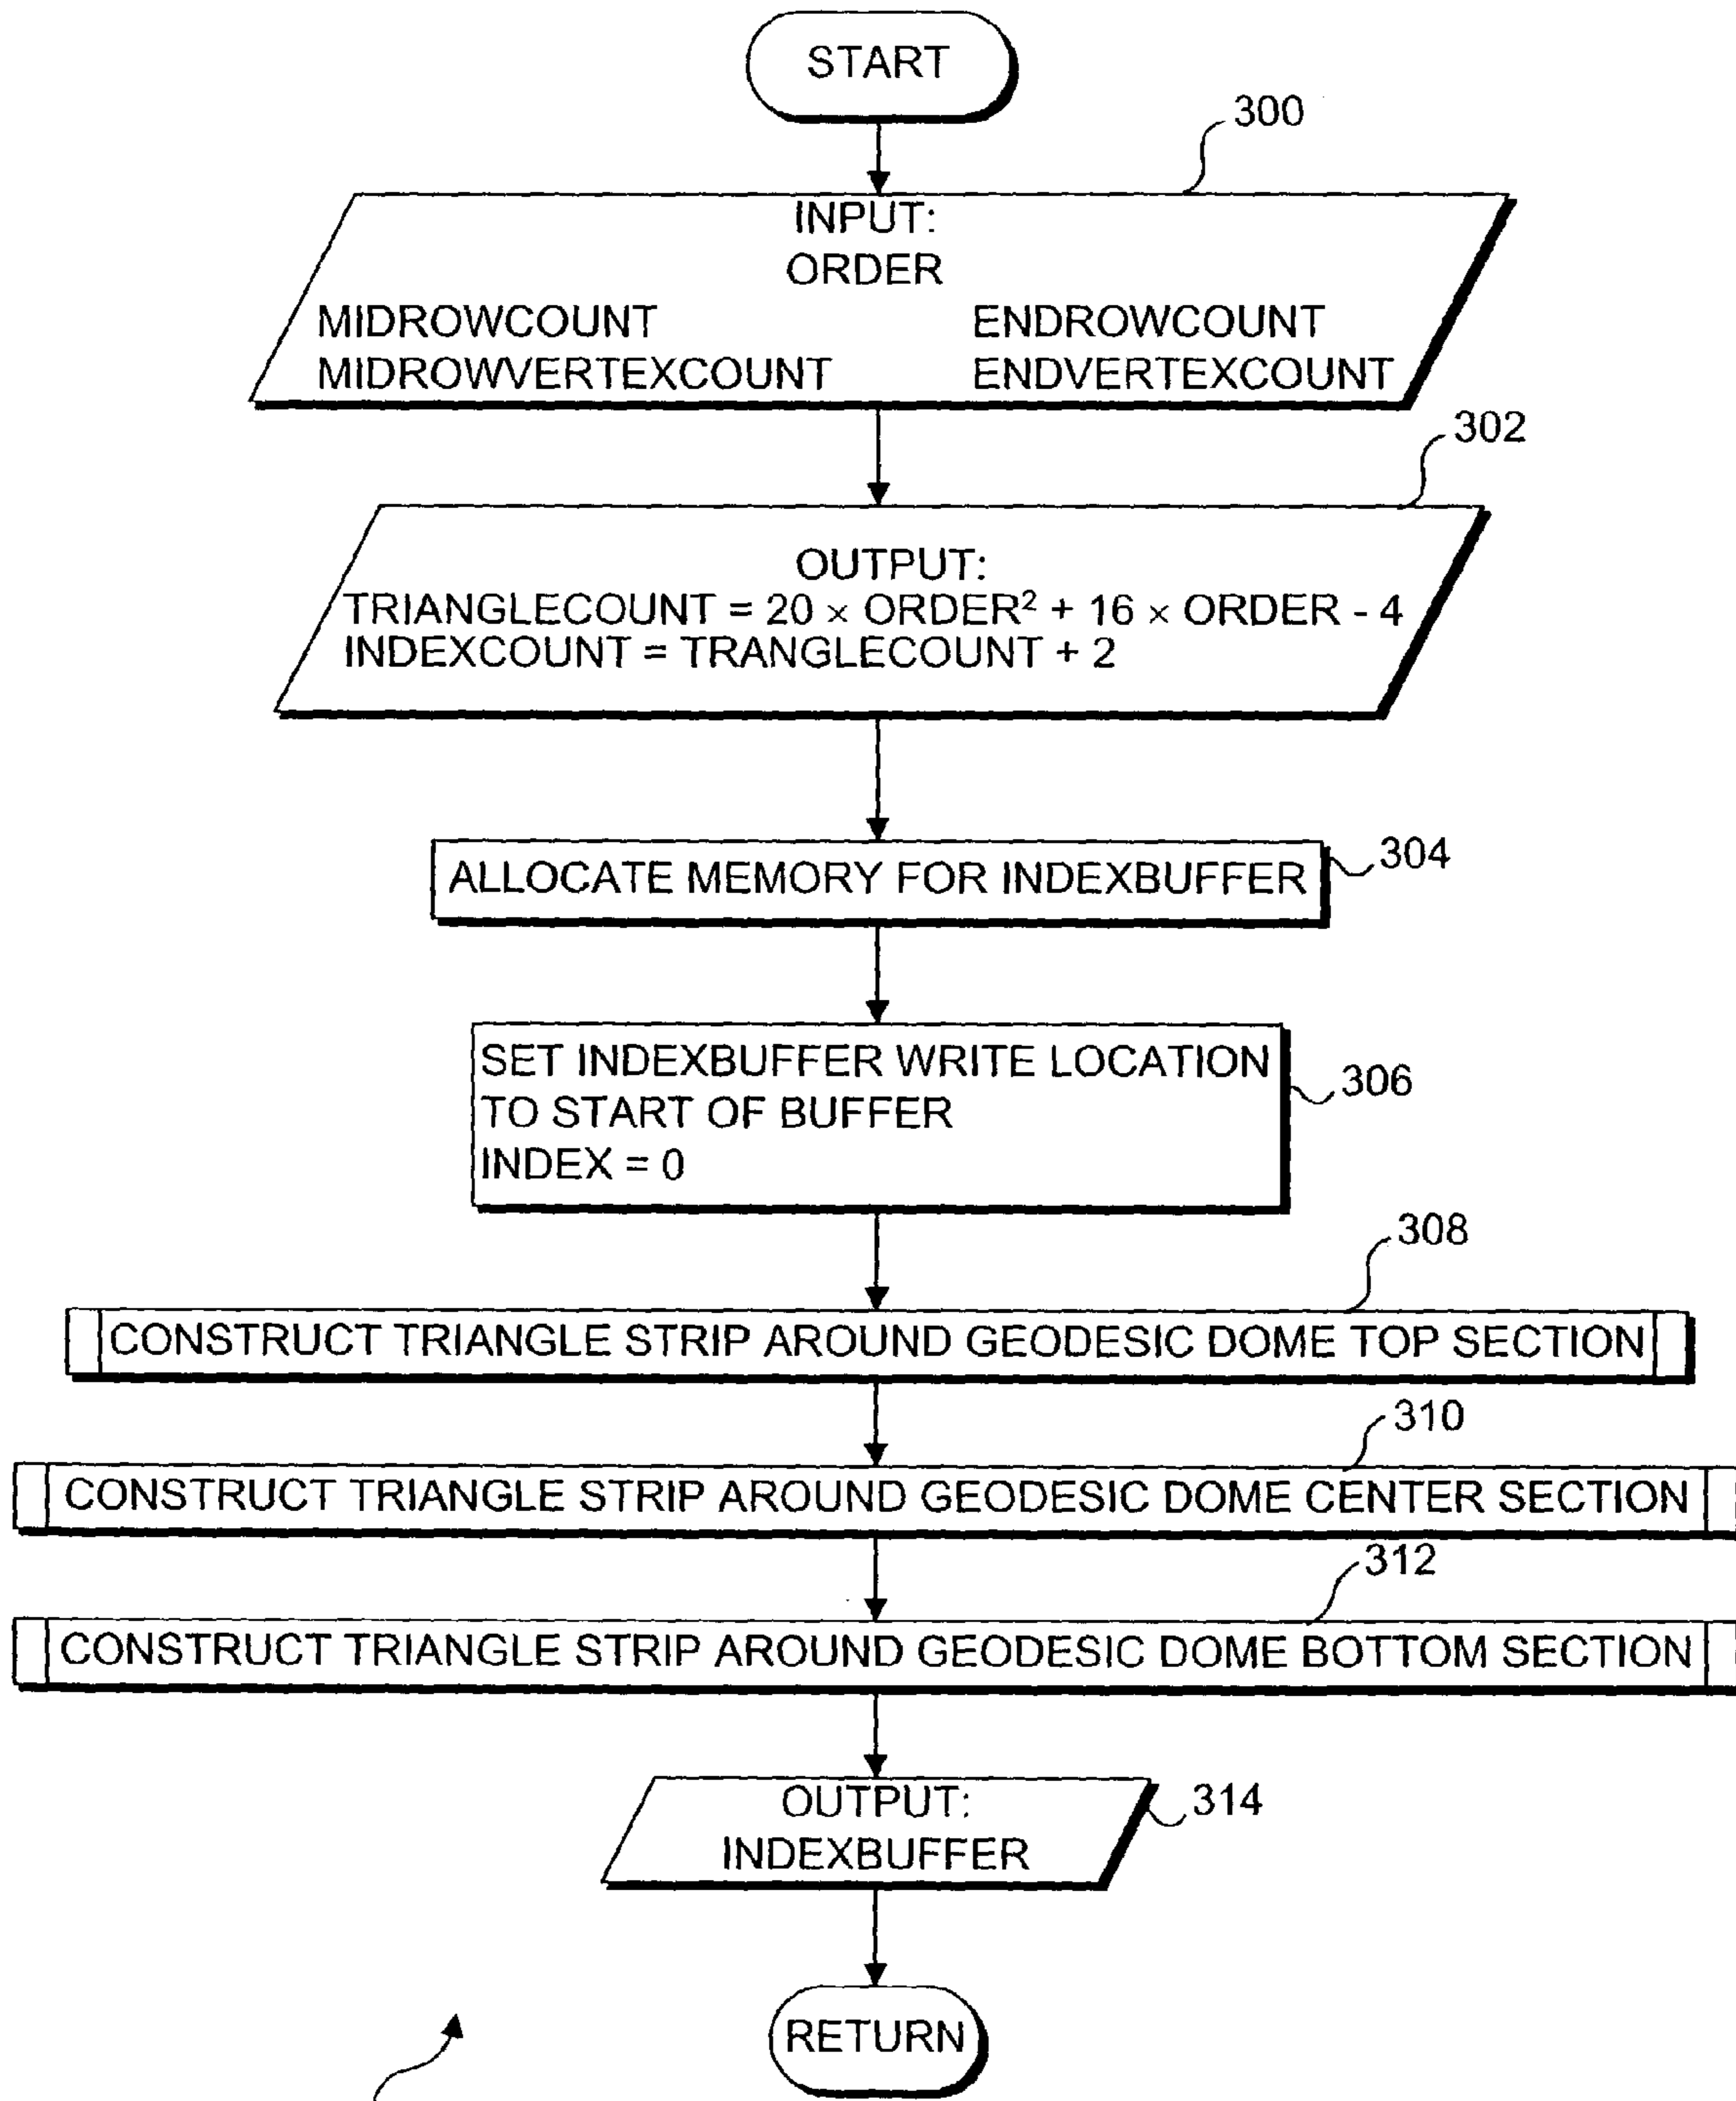 START
300
INPUT:
ORDER
MIDROWCOUNT ENDROWCOUNT
MIDROWVERTEXCOUNT ENDVERTEXCOUNT
302
OUTPUT:
TRIANGLECOUNT = 20 × ORDER² + 16 × ORDER - 4
INDEXCOUNT = TRANGLECOUNT + 2
304
ALLOCATE MEMORY FOR INDEXBUFFER
SET INDEXBUFFER WRITE LOCATION
TO START OF BUFFER
INDEX = 0
306
308
CONSTRUCT TRIANGLE STRIP AROUND GEODESIC DOME TOP SECTION
310
CONSTRUCT TRIANGLE STRIP AROUND GEODESIC DOME CENTER SECTION
312
CONSTRUCT TRIANGLE STRIP AROUND GEODESIC DOME BOTTOM SECTION
OUTPUT:
INDEXBUFFER
314
RETURN